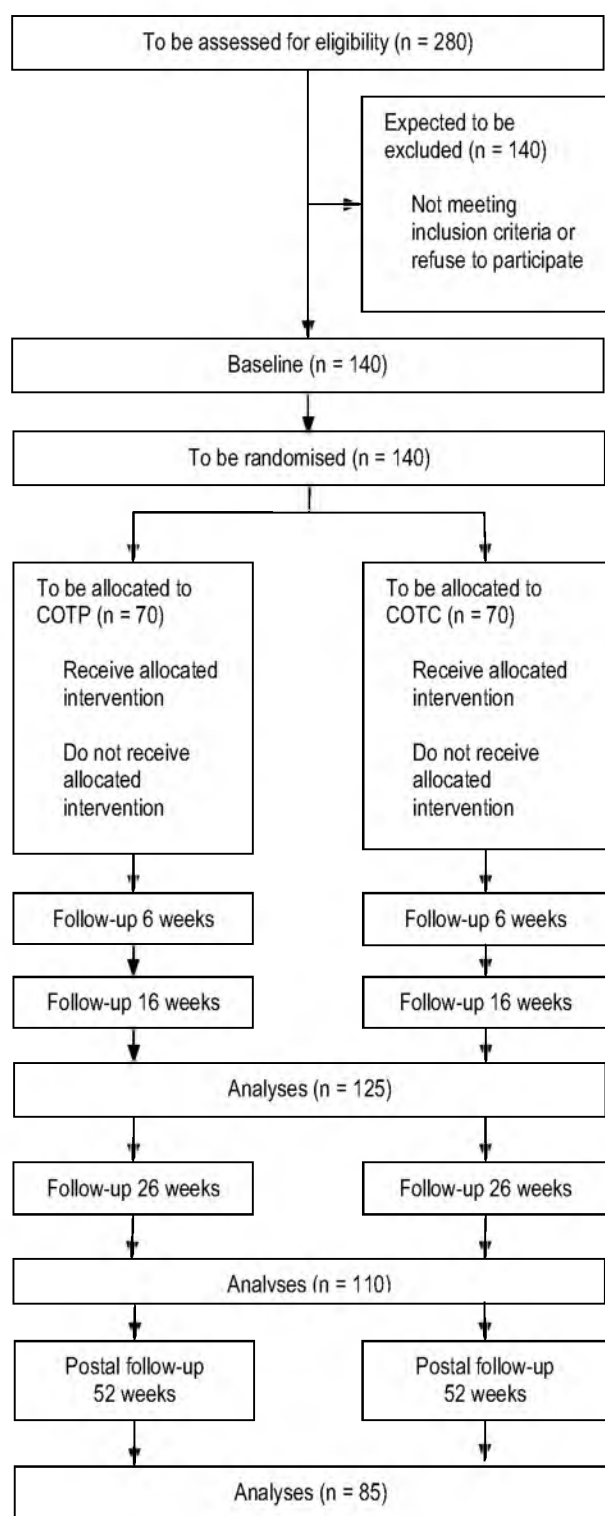 To be assessed for eligibility (n = 280)
Expected to be
excluded (n = 140)
Not meeting
inclusion criteria or
refuse to participate
Baseline (n = 140)
To be randomised (n = 140)
To be allocated to
COTP (n = 70)
Receive allocated
intervention
Do not receive
allocated
intervention
To be allocated to
COTC (n = 70)
Receive allocated
intervention
Do not receive
allocated
intervention
Follow-up 6 weeks
Follow-up 6 weeks
Follow-up 16 weeks
Follow-up 16 weeks
Analyses (n = 125)
Follow-up 26 weeks
Follow-up 26 weeks
Analyses (n = 110)
Postal follow-up
52 weeks
Postal follow-up
52 weeks
Analyses (n = 85)